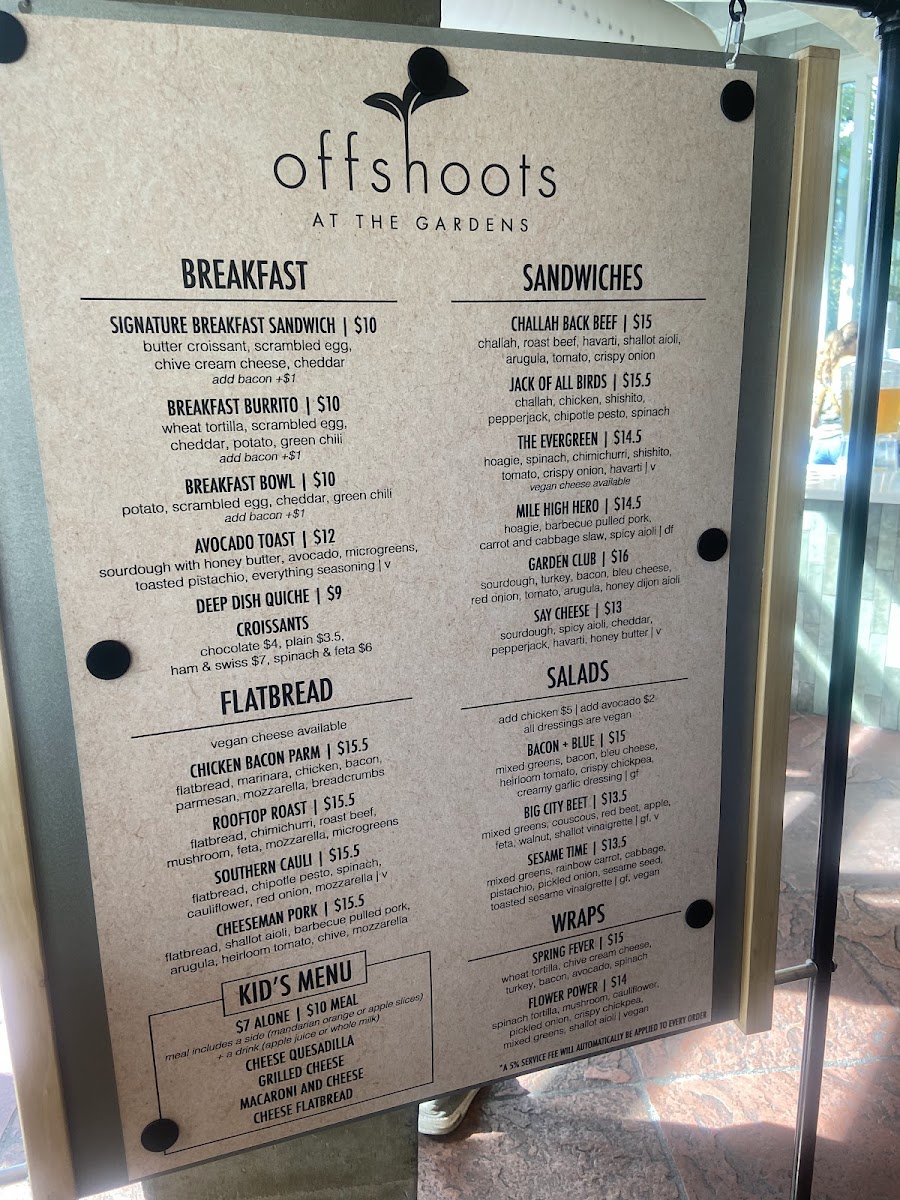 offshoots
AT THE GARDENS
BREAKFAST
SIGNATURE BREAKFAST SANDWICH | $10
butter croissant, scrambled egg,
chive cream cheese, cheddar
add bacon +$1
BREAKFAST BURRITO | $10
wheat tortilla, scrambled egg,
cheddar, potato, green chili
add bacon +$1
BREAKFAST BOWL | $10
potato, scrambled egg, cheddar, green chili
add bacon +$1
AVOCADO TOAST | $12
sourdough with honey butter, avocado, microgreens,
toasted pistachio, everything seasoning | v
DEEP DISH QUICHE | $9
CROISSANTS
chocolate $4, plain $3.5,
ham & swiss $7, spinach & feta $6
FLATBREAD
vegan cheese available
CHICKEN BACON PARM | $15.5
flatbread, marinara, chicken, bacon,
parmesan, mozzarella, breadcrumbs
ROOFTOP ROAST | $15.5
flatbread, chimichurri, roast beef,
mushroom, feta, mozzarella, microgreens
SOUTHERN CAULI | $15.5
flatbread, chipotle pesto, spinach,
cauliflower, red onion, mozzarella | v
CHEESEMAN PORK | $15.5
flatbread, shallot aioli, barbecue pulled pork,
arugula, heirloom tomato, chive, mozzarella
KID'S MENU
$7 ALONE | $10 MEAL
meal includes a side (mandarian orange or apple slices)
+ a drink (apple juice or whole milk)
CHEESE QUESADILLA
GRILLED CHEESE
MACARONI AND CHEESE
CHEESE FLATBREAD
SANDWICHES
CHALLAH BACK BEEF | $15
challah, roast beef, havarti, shallot aioli,
arugula, tomato, crispy onion
JACK OF ALL BIRDS | $15.5
challah, chicken, shishito,
pepperjack, chipotle pesto, spinach
THE EVERGREEN | $14.5
hoagie, spinach, chimichurri, shishito,
tomato, crispy onion, havarti | v
vegan cheese available
MILE HIGH HERO | $14.5
hoagie, barbecue pulled pork,
carrot and cabbage slaw, spicy aioli | df
GARDEN CLUB | $16
sourdough, turkey, bacon, bleu cheese,
red onion, tomato, arugula, honey dijon aioli
SAY CHEESE | $13
sourdough, spicy aioli, cheddar,
pepperjack, havarti, honey butter | v
SALADS
add chicken $5 | add avocado $2
all dressings are vegan
BACON + BLUE | $15
mixed greens, bacon, bleu cheese,
heirloom tomato, crispy chickpea,
creamy garlic dressing | gf
BIG CITY BEET | $13.5
mixed greens, couscous, red beet, apple,
feta, walnut, shallot vinaigrette | gf, v
SESAME TIME | $13.5
mixed greens, rainbow carrot, cabbage,
pistachio, pickled onion, sesame seed,
toasted sesame vinaigrette | gf, vegan
WRAPS
SPRING FEVER | $15
wheat tortilla, chive cream cheese,
turkey, bacon, avocado, spinach
FLOWER POWER | $14
spinach tortilla, mushroom, cauliflower,
pickled onion, crispy chickpea,
mixed greens, shallot aioli | vegan
*A 5% SERVICE FEE WILL AUTOMATICALLY BE APPLIED TO EVERY ORDER